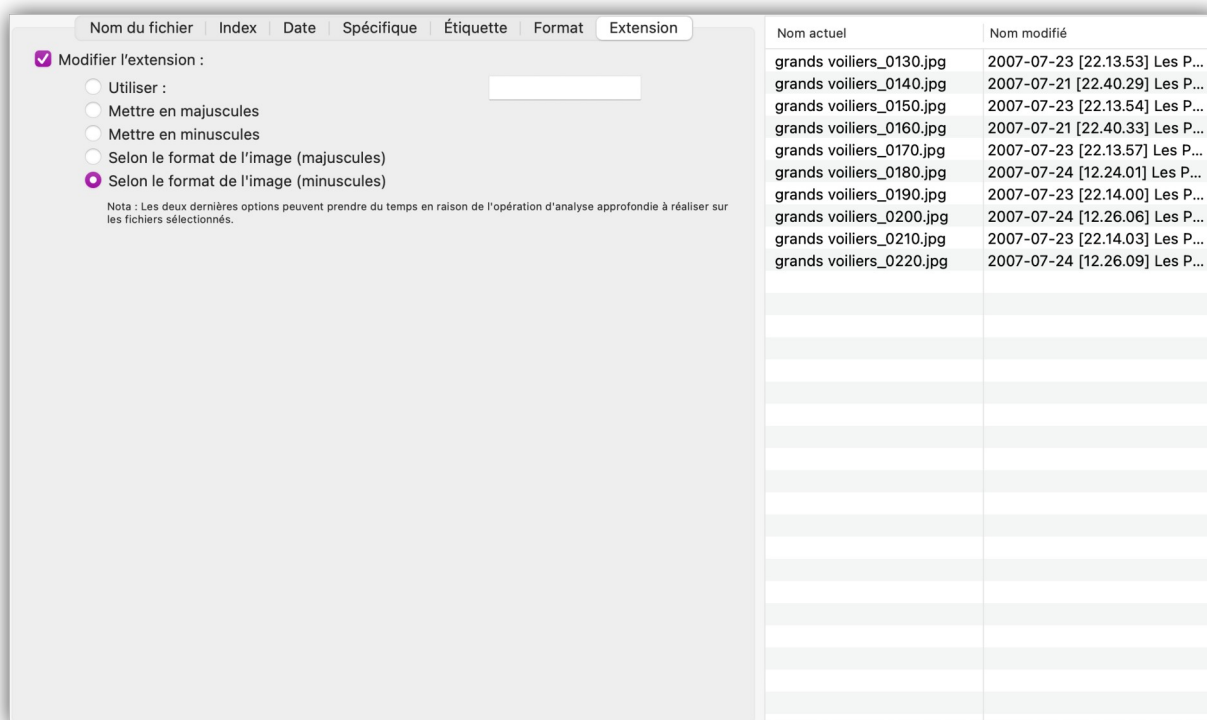 Nom du fichier Index Date Spécifique Étiquette Format Extension
Modifier l'extension :
Utiliser :
Mettre en majuscules
Mettre en minuscules
Selon le format de l'image (majuscules)
Selon le format de l'image (minuscules)
Nota : Les deux dernières options peuvent prendre du temps en raison de l'opération d'analyse approfondie à réaliser sur
les fichiers sélectionnés.
Nom actuel Nom modifié
grands voiliers_0130.jpg 2007-07-23 [22.13.53] Les P...
grands voiliers_0140.jpg 2007-07-21 [22.40.29] Les P...
grands voiliers_0150.jpg 2007-07-23 [22.13.54] Les P...
grands voiliers_0160.jpg 2007-07-21 [22.40.33] Les P...
grands voiliers_0170.jpg 2007-07-23 [22.13.57] Les P...
grands voiliers_0180.jpg 2007-07-24 [12.24.01] Les P...
grands voiliers_0190.jpg 2007-07-23 [22.14.00] Les P...
grands voiliers_0200.jpg 2007-07-24 [12.26.06] Les P...
grands voiliers_0210.jpg 2007-07-23 [22.14.03] Les P...
grands voiliers_0220.jpg 2007-07-24 [12.26.09] Les P...